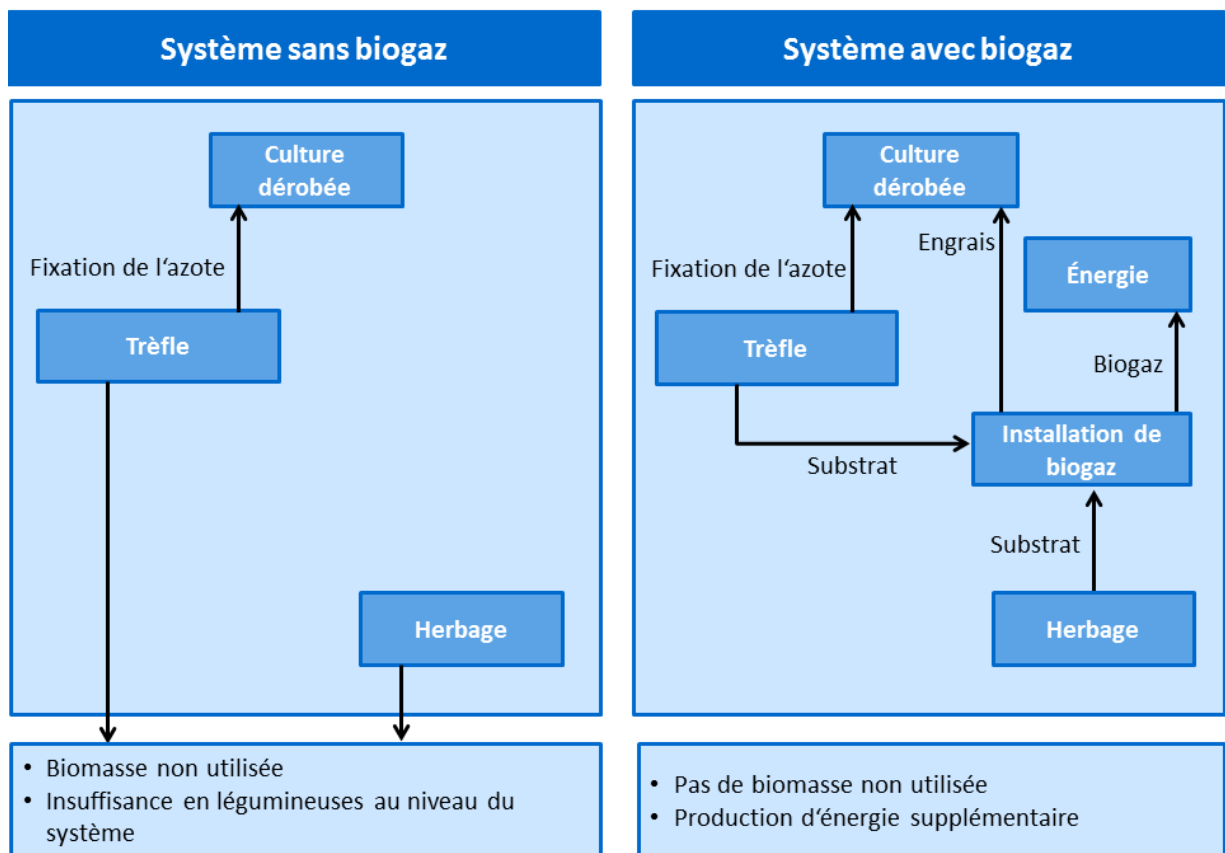 Système sans biogaz
Culture
dérobée
Fixation de l‘azote
Trèfle
Herbage
• Biomasse non utilisée
• Insuffisance en légumineuses au niveau du
système
Système avec biogaz
Culture
dérobée
Engrais
Fixation de l‘azote
Énergie
Trèfle
Biogaz
Installation de
biogaz
Substrat
Substrat
Herbage
• Pas de biomasse non utilisée
• Production d‘énergie supplémentaire